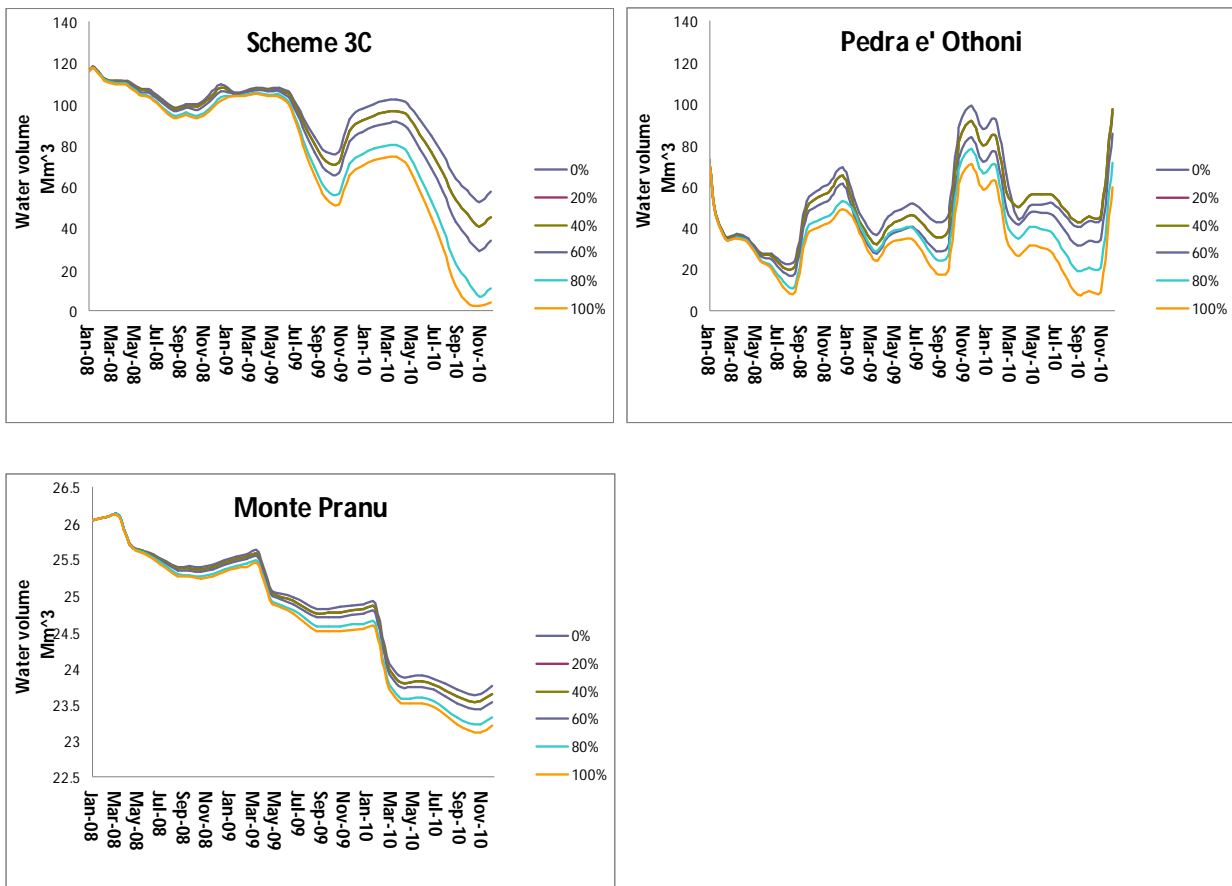 Scheme 3C
Water volume
Mm^3
140
120
100
80
60
40
20
0
Jan-08
Mar-08
May-08
Jul-08
Sep-08
Nov-08
Jan-09
Mar-09
May-09
Jul-09
Sep-09
Nov-09
Jan-10
Mar-10
May-10
Jul-10
Sep-10
Nov-10
0%
20%
40%
60%
80%
100%
Pedra e' Othoni
Water volume
Mm^3
140
120
100
80
60
40
20
0
Jan-08
Mar-08
May-08
Jul-08
Sep-08
Nov-08
Jan-09
Mar-09
May-09
Jul-09
Sep-09
Nov-09
Jan-10
Mar-10
May-10
Jul-10
Sep-10
Nov-10
0%
20%
40%
60%
80%
100%
Monte Pranu
Water volume
Mm^3
26.5
26
25.5
25
24.5
24
23.5
23
22.5
Jan-08
Mar-08
May-08
Jul-08
Sep-08
Nov-08
Jan-09
Mar-09
May-09
Jul-09
Sep-09
Nov-09
Jan-10
Mar-10
May-10
Jul-10
Sep-10
Nov-10
0%
20%
40%
60%
80%
100%